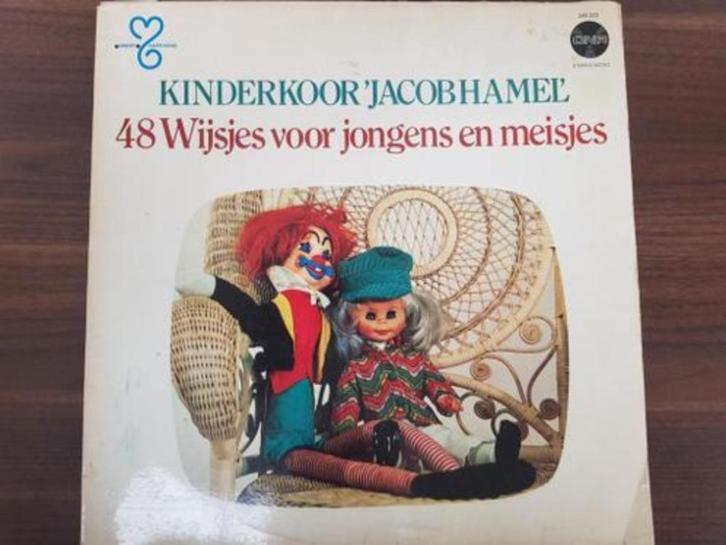 KINDERKOOR 'JACOB HAMEL'
48 Wijsjes voor jongens en meisjes